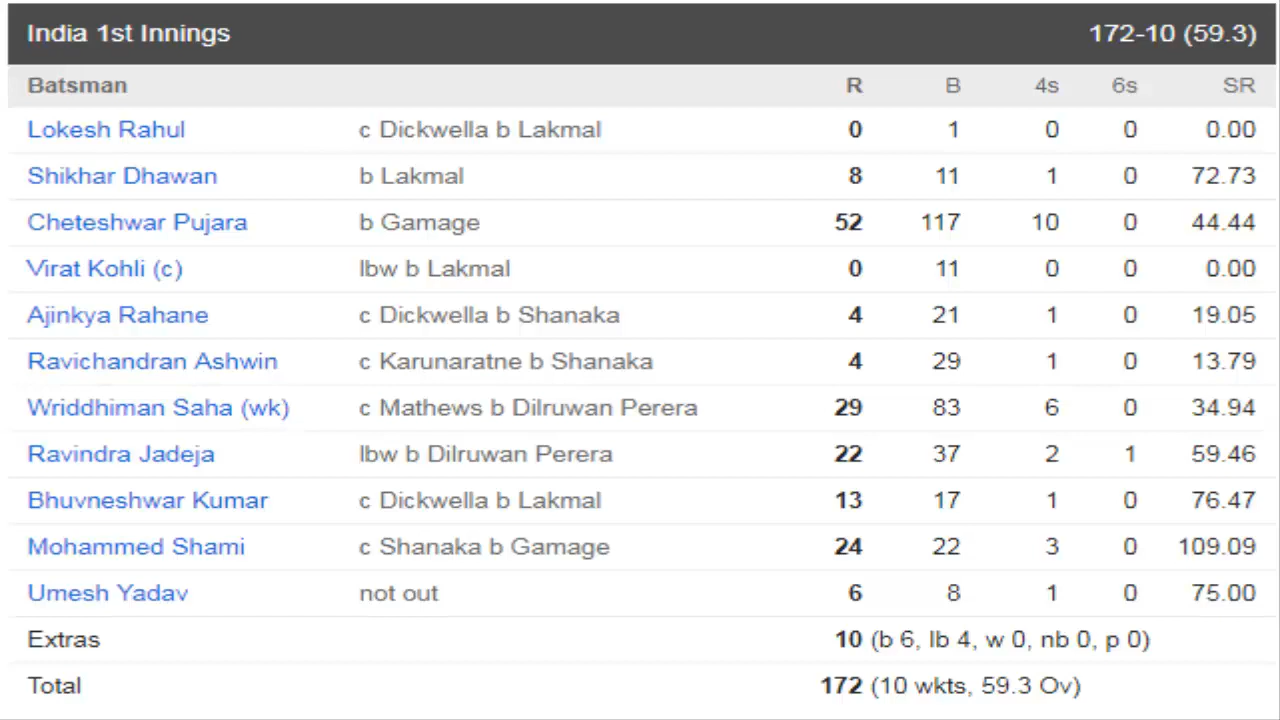 India 1st Innings 172-10 (59.3)
Batsman R B 4s 6s SR
Lokesh Rahul c Dickwella b Lakmal 0 1 0 0 0.00
Shikhar Dhawan b Lakmal 8 11 1 0 72.73
Cheteshwar Pujara b Gamage 52 117 10 0 44.44
Virat Kohli (c) lbw b Lakmal 0 11 0 0 0.00
Ajinkya Rahane c Dickwella b Shanaka 4 21 1 0 19.05
Ravichandran Ashwin c Karunaratne b Shanaka 4 29 1 0 13.79
Wriddhiman Saha (wk) c Mathews b Dilruwan Perera 29 83 6 0 34.94
Ravindra Jadeja lbw b Dilruwan Perera 22 37 2 1 59.46
Bhuvneshwar Kumar c Dickwella b Lakmal 13 17 1 0 76.47
Mohammed Shami c Shanaka b Gamage 24 22 3 0 109.09
Umesh Yadav not out 6 8 1 0 75.00
Extras 10 (b 6, lb 4, w 0, nb 0, p 0)
Total 172 (10 wkts, 59.3 Ov)